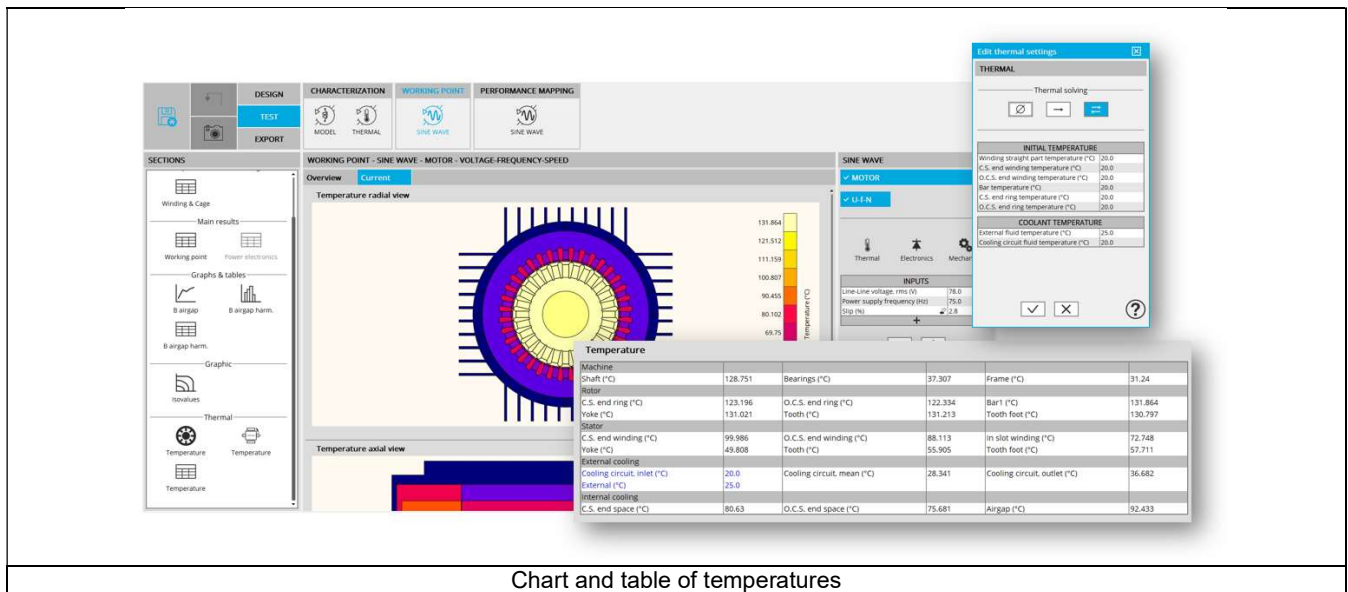 Edit thermal settings
THERMAL
Thermal solving
INITIAL TEMPERATURE
Winding straight part temperature (°C) 20.0
C.S. end winding temperature (°C) 20.0
O.C.S. end winding temperature (°C) 20.0
Bar temperature (°C) 20.0
C.S. end ring temperature (°C) 20.0
O.C.S. end ring temperature (°C) 20.0
COOLANT TEMPERATURE
External fluid temperature (°C) 25.0
Cooling circuit fluid temperature (°C) 20.0
?
DESIGN
TEST
EXPORT
CHARACTERIZATION WORKING POINT PERFORMANCE MAPPING
MODEL THERMAL SINE WAVE SINE WAVE
SECTIONS
Winding & Cage
Main results
Working point Power electronics
Graphs & tables
B airgap B airgap harm.
B airgap harm.
Graphic
Isovalues
Thermal
Temperature Temperature
Temperature
WORKING POINT - SINE WAVE - MOTOR - VOLTAGE-FREQUENCY-SPEED
Overview Current
Temperature radial view
131.864
121.512
111.159
100.807
90.455
80.102
69.75
Temperature (°C)
Temperature axial view
SINE WAVE
MOTOR
U-f-N
Thermal Electronics Mechan
INPUTS
Line-Line voltage, rms (V) 78.0
Power supply frequency (Hz) 75.0
Slip (%) 2.8
+
Temperature
Machine
Shaft (°C) 128.751 Bearings (°C) 37.307 Frame (°C) 31.24
Rotor
C.S. end ring (°C) 123.196 O.C.S. end ring (°C) 122.334 Bar1 (°C) 131.864
Yoke (°C) 131.021 Tooth (°C) 131.213 Tooth foot (°C) 130.797
Stator
C.S. end winding (°C) 99.986 O.C.S. end winding (°C) 88.113 In slot winding (°C) 72.748
Yoke (°C) 49.808 Tooth (°C) 55.905 Tooth foot (°C) 57.711
External cooling
Cooling circuit, inlet (°C) 20.0 Cooling circuit, mean (°C) 28.341 Cooling circuit, outlet (°C) 36.682
External (°C) 25.0
Internal cooling
C.S. end space (°C) 80.63 O.C.S. end space (°C) 75.681 Airgap (°C) 92.433
Chart and table of temperatures